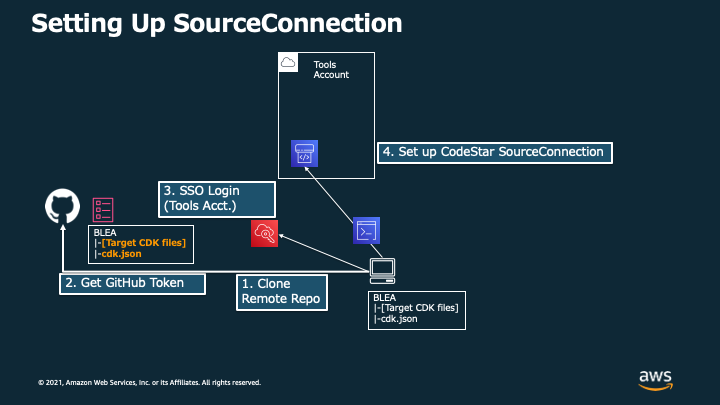 Setting Up SourceConnection
Tools
Account
4. Set up CodeStar SourceConnection
3. SSO Login
(Tools Acct.)
BLEA
|-[Target CDK files]
|-cdk.json
2. Get GitHub Token
1. Clone
Remote Repo
BLEA
|-[Target CDK files]
|-cdk.json
© 2021, Amazon Web Services, Inc. or its Affiliates. All rights reserved.
aws